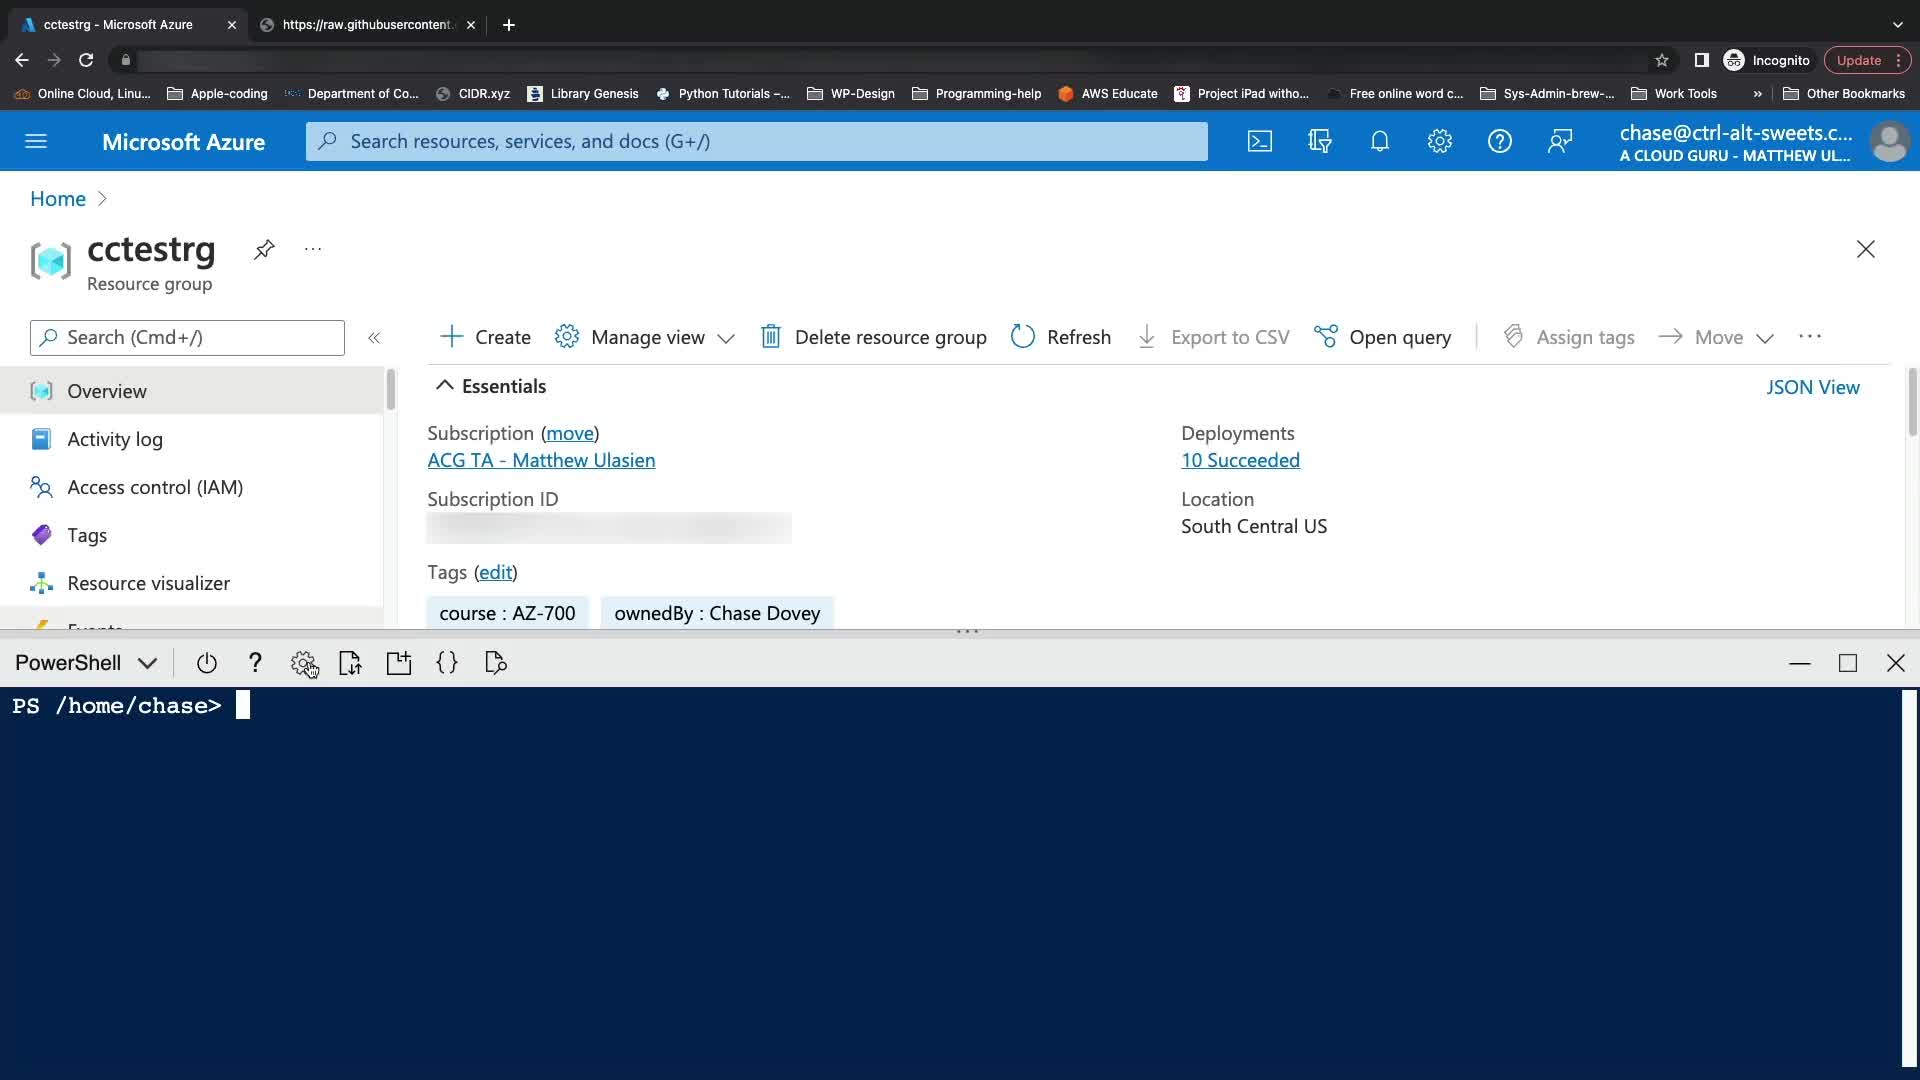 cctestrg - Microsoft Azure
https://raw.githubusercontent.
Incognito
Update
Online Cloud, Linu...
Apple-coding
Department of Co...
CIDR.xyz
Library Genesis
Python Tutorials –...
WP-Design
Programming-help
AWS Educate
Project iPad witho...
Free online word c...
Sys-Admin-brew-...
Work Tools
»
Other Bookmarks
Microsoft Azure
Search resources, services, and docs (G+/)
chase@ctrl-alt-sweets.c...
A CLOUD GURU - MATTHEW UL...
Home >
cctestrg
Resource group
Search (Cmd+/)
«
Create
Manage view
Delete resource group
Refresh
Export to CSV
Open query
Assign tags
Move
Overview
Activity log
Access control (IAM)
Tags
Resource visualizer
Events
Essentials
JSON View
Subscription (move)
ACG TA - Matthew Ulasien
Subscription ID
Tags (edit)
course : AZ-700
ownedBy : Chase Dovey
Deployments
10 Succeeded
Location
South Central US
PowerShell
?
{}
PS /home/chase>